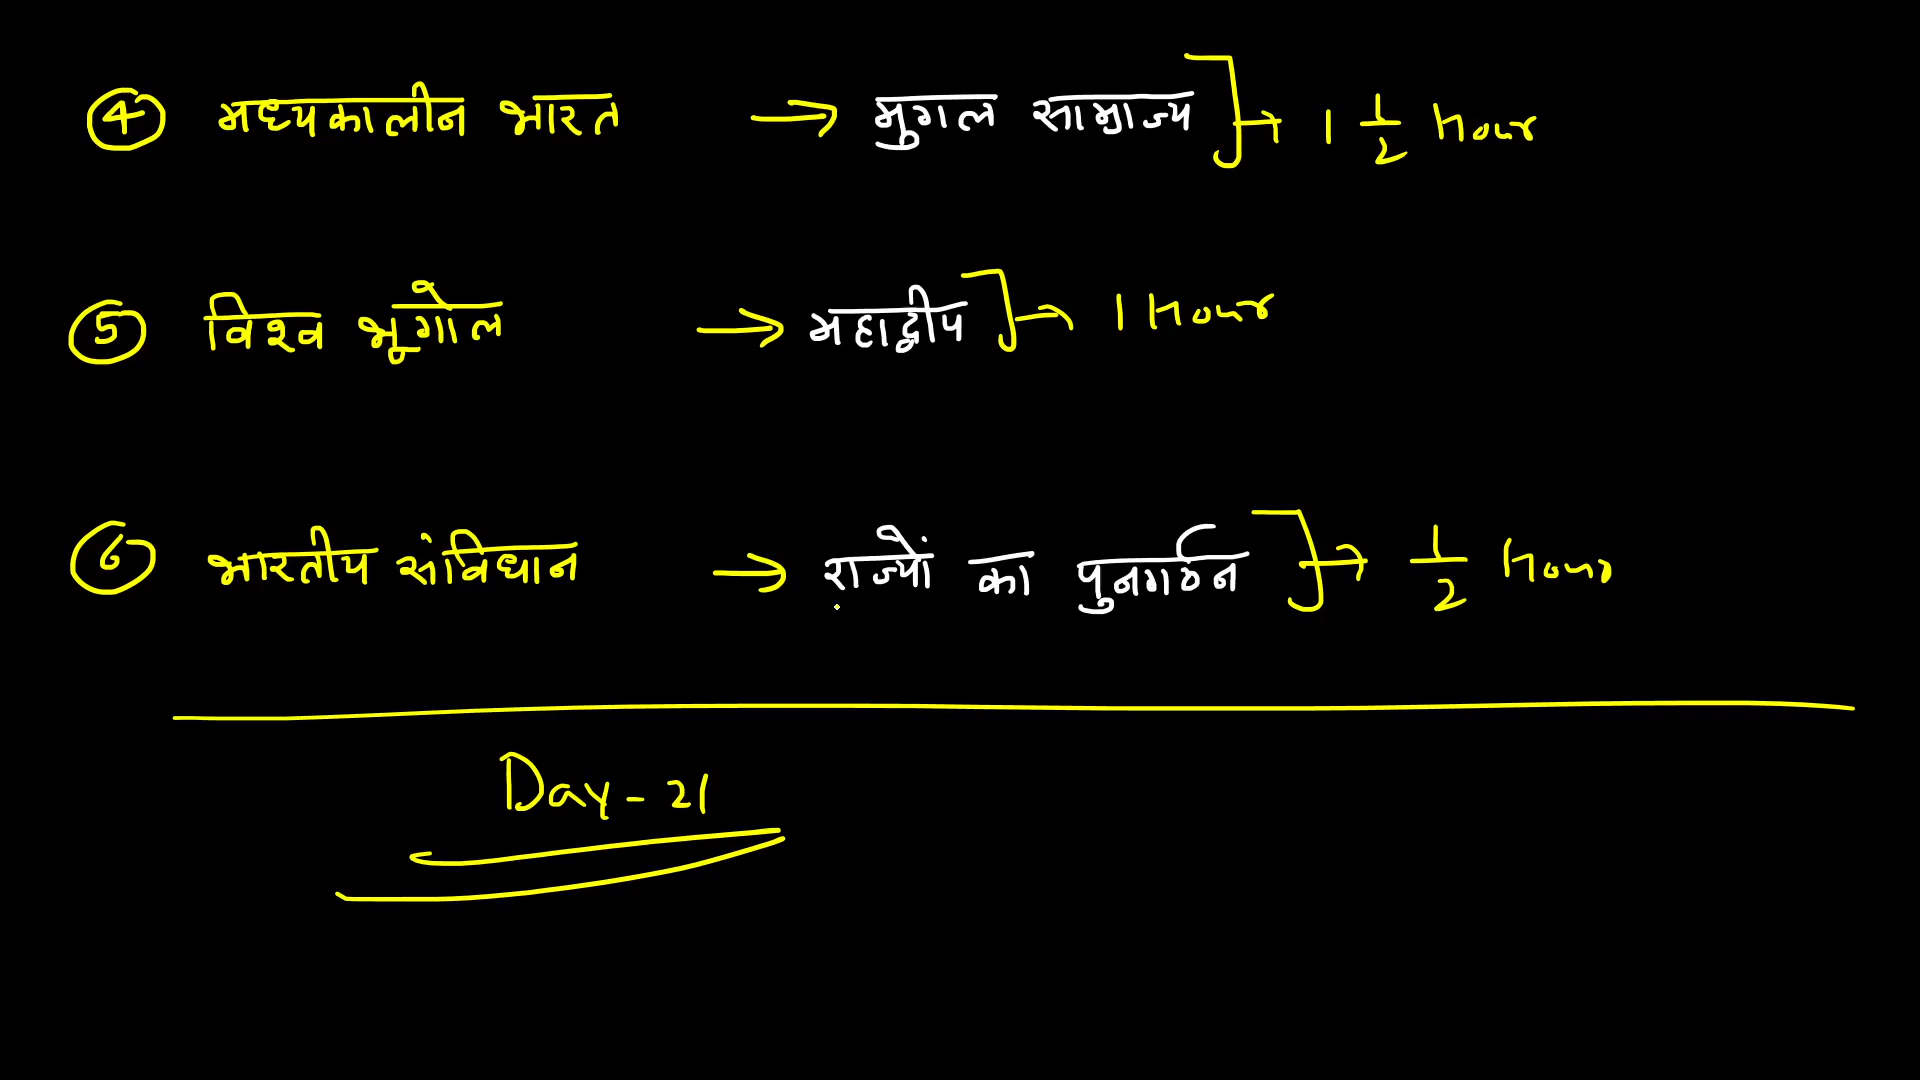 ④ मध्यकालीन भारत → मुगल साम्राज्य ] → 1 1/2 Hour
⑤ विश्व भूगोल → महाद्वीप ] → 1 Hour
⑥ भारतीय संविधान → राज्यों का पुनर्गठन ] → 1/2 Hour
Day - 21